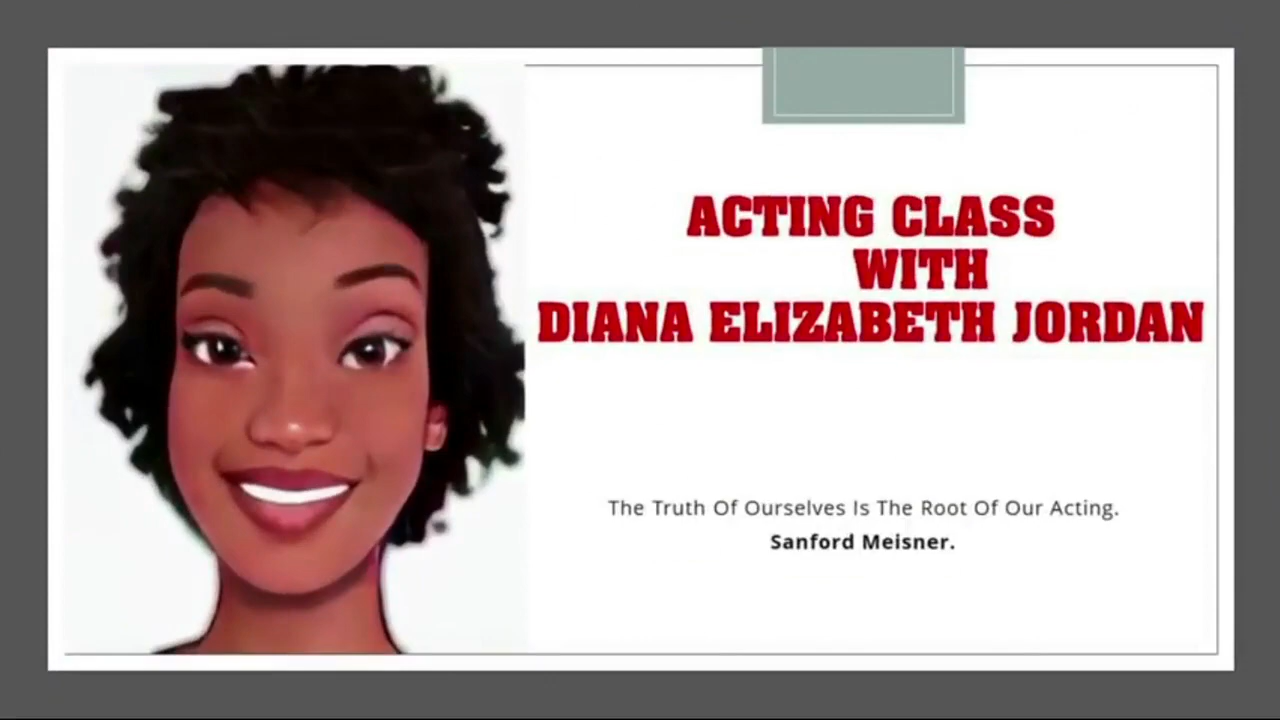 ACTING CLASS
WITH
DIANA ELIZABETH JORDAN
The Truth Of Ourselves Is The Root Of Our Acting.
Sanford Meisner.